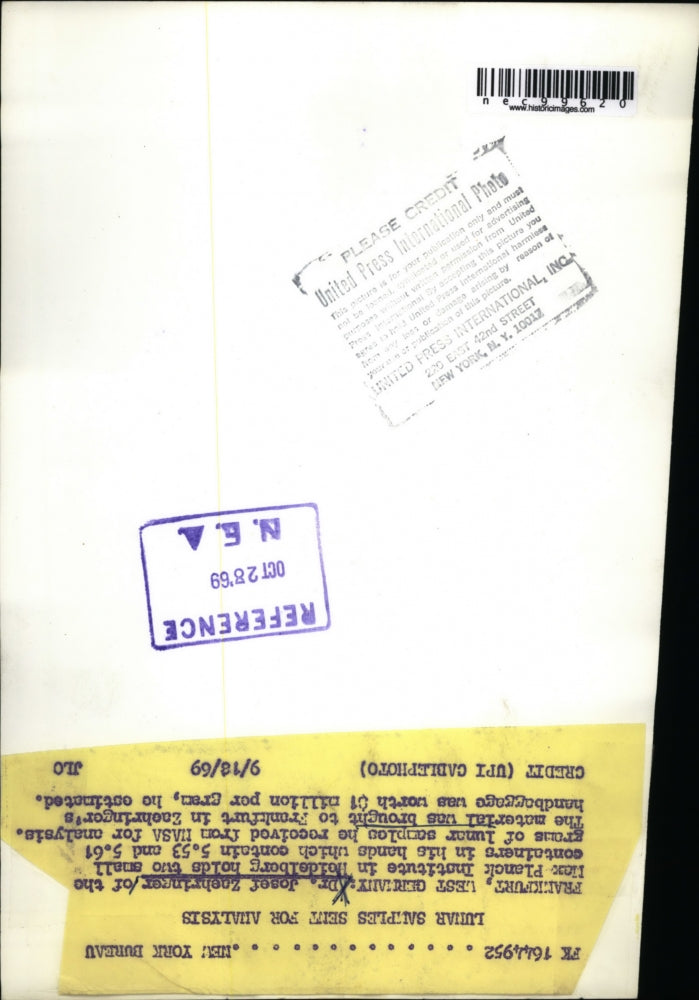 nec99620
www.historicimages.com
PLEASE CREDIT
United Press International Photo
This picture is for your publication only and must
not be loaned, syndicated or used for advertising
purposes without written permission from United
Press International. By accepting this picture you
agree to hold United Press International harmless
from any loss or damage arising by reason of
your use or publication of this picture.
UNITED PRESS INTERNATIONAL, INC.
220 EAST 42nd STREET
NEW YORK, N. Y. 10017
REFERENCE
OCT 28 '69
N. E. A.
FK 1644952 . . . . . . . . . . . . . . . NEW YORK BUREAU
LUNAR SAMPLES SENT FOR ANALYSIS
FRANKFURT, WEST GERMANY: Dr. Josef Zaehringer/of the
Max Planck Institute in Heidelberg holds two small
containers in his hands which contain 5.53 and 5.61
grams of lunar samples he received from NASA for analysis.
The material was brought to Frankfurt in Zaehringer's
handbaggage was worth $1 million per gram, he estimated.
CREDIT (UPI CABLEPHOTO) 9/18/69 JLO